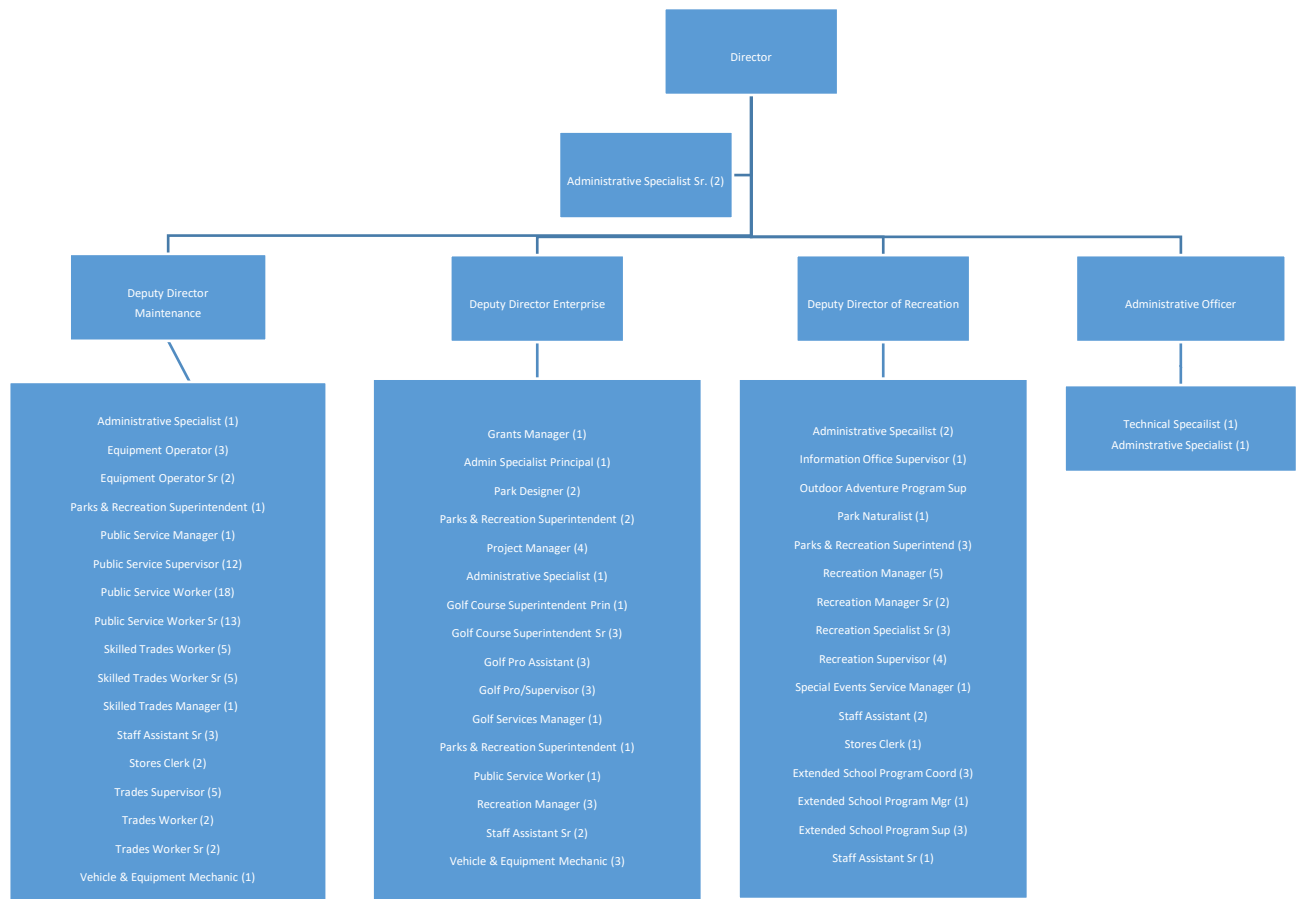 Director
Administrative Specialist Sr. (2)
Deputy Director
Maintenance
Deputy Director Enterprise
Deputy Director of Recreation
Administrative Officer
Administrative Specialist (1)
Equipment Operator (3)
Equipment Operator Sr (2)
Parks & Recreation Superintendent (1)
Public Service Manager (1)
Public Service Supervisor (12)
Public Service Worker (18)
Public Service Worker Sr (13)
Skilled Trades Worker (5)
Skilled Trades Worker Sr (5)
Skilled Trades Manager (1)
Staff Assistant Sr (3)
Stores Clerk (2)
Trades Supervisor (5)
Trades Worker (2)
Trades Worker Sr (2)
Vehicle & Equipment Mechanic (1)
Grants Manager (1)
Admin Specialist Principal (1)
Park Designer (2)
Parks & Recreation Superintendent (2)
Project Manager (4)
Administrative Specialist (1)
Golf Course Superintendent Prin (1)
Golf Course Superintendent Sr (3)
Golf Pro Assistant (3)
Golf Pro/Supervisor (3)
Golf Services Manager (1)
Parks & Recreation Superintendent (1)
Public Service Worker (1)
Recreation Manager (3)
Staff Assistant Sr (2)
Vehicle & Equipment Mechanic (3)
Administrative Specailist (2)
Information Office Supervisor (1)
Outdoor Adventure Program Sup
Park Naturalist (1)
Parks & Recreation Superintend (3)
Recreation Manager (5)
Recreation Manager Sr (2)
Recreation Specialist Sr (3)
Recreation Supervisor (4)
Special Events Service Manager (1)
Staff Assistant (2)
Stores Clerk (1)
Extended School Program Coord (3)
Extended School Program Mgr (1)
Extended School Program Sup (3)
Staff Assistant Sr (1)
Technical Specailist (1)
Adminstrative Specialist (1)